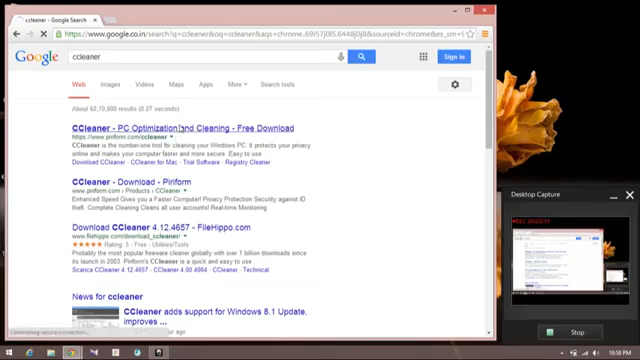 ccleaner - Google Search
https://www.google.co.in/search?q=ccleaner&oq=ccleaner&aqs=chrome
Google
ccleaner
Sign in
Web Images Videos Maps Apps More Search tools
About 62,70,000 results (0.27 seconds)
CCleaner - PC Optimization and Cleaning - Free Download
https://www.piriform.com/ccleaner
CCleaner is the number-one tool for cleaning your Windows PC. It protects your privacy
online and makes your computer faster and more secure. Easy to use ...
Download CCleaner - CCleaner for Mac - Trial Software - Registry Cleaner
CCleaner - Download - Piriform
www.piriform.com › Products › CCleaner
Enhanced Speed Gives you a Faster Computer! Privacy Protection Security against ID
theft. Complete Cleaning Cleans all user accounts! Real-time Monitoring
Download CCleaner 4.12.4657 - FileHippo.com
www.filehippo.com/download_ccleaner/
Rating: 5 - Free - Utilities/Tools
Probably the most popular freeware cleaner globally with over 1 billion downloads since
its launch in 2003. Piriform's CCleaner is a quick and easy to use ...
Scarica CCleaner 4.12.4657 - CCleaner 4.00.4064 - CCleaner - Technical
News for ccleaner
CCleaner adds support for Windows 8.1 Update,
improves ...
hour ago
Desktop Capture
Stop
10:58 PM